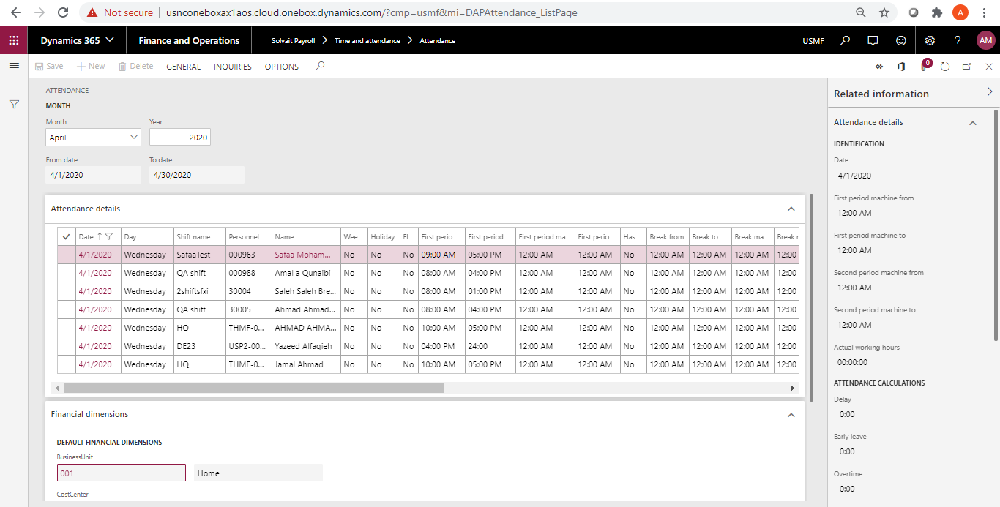 Not secure | usnconeboxax1aos.cloud.onebox.dynamics.com/?cmp=usmf&mi=DAPAttendance_ListPage A
Dynamics 365 Finance and Operations Solvait Payroll > Time and attendance > Attendance USMF ? AM
Save + New Delete GENERAL INQUIRIES OPTIONS 0
ATTENDANCE
MONTH
Month Year
April 2020
From date To date
4/1/2020 4/30/2020
Attendance details
Date Day Shift name Personnel ... Name Wee... Holiday Fl... First perio... First period ... First period ma... First perio... Has ... Break from Break to Break ma... Break r
4/1/2020 Wednesday SafaaTest 000963 Safaa Moham... No No No 09:00 AM 05:00 PM 12:00 AM 12:00 AM No 12:00 AM 12:00 AM 12:00 AM 12:00
4/1/2020 Wednesday QA shift 000988 Amal a Qunaibi No No No 08:00 AM 04:00 PM 12:00 AM 12:00 AM No 12:00 AM 12:00 AM 12:00 AM 12:00
4/1/2020 Wednesday 2shiftsfxi 30004 Saleh Saleh Bre... No No No 08:00 AM 01:00 PM 12:00 AM 12:00 AM No 12:00 AM 12:00 AM 12:00 AM 12:00
4/1/2020 Wednesday QA shift 30005 Ahmad Ahmad... No No No 08:00 AM 04:00 PM 12:00 AM 12:00 AM No 12:00 AM 12:00 AM 12:00 AM 12:00
4/1/2020 Wednesday HQ THMF-0... AHMAD AHMA... No No No 10:00 AM 05:00 PM 12:00 AM 12:00 AM No 12:00 AM 12:00 AM 12:00 AM 12:00
4/1/2020 Wednesday DE23 USP2-00... Yazeed Alfaqieh No No No 04:00 PM 24:00 12:00 AM 12:00 AM No 12:00 AM 12:00 AM 12:00 AM 12:00
4/1/2020 Wednesday HQ THMF-0... Jamal Ahmad No No No 10:00 AM 05:00 PM 12:00 AM 12:00 AM No 12:00 AM 12:00 AM 12:00 AM 12:00
Financial dimensions
DEFAULT FINANCIAL DIMENSIONS
BusinessUnit
001 Home
CostCenter
Related information
Attendance details
IDENTIFICATION
Date
4/1/2020
First period machine from
12:00 AM
First period machine to
12:00 AM
Second period machine from
12:00 AM
Second period machine to
12:00 AM
Actual working hours
00:00:00
ATTENDANCE CALCULATIONS
Delay
0:00
Early leave
0:00
Overtime
0:00